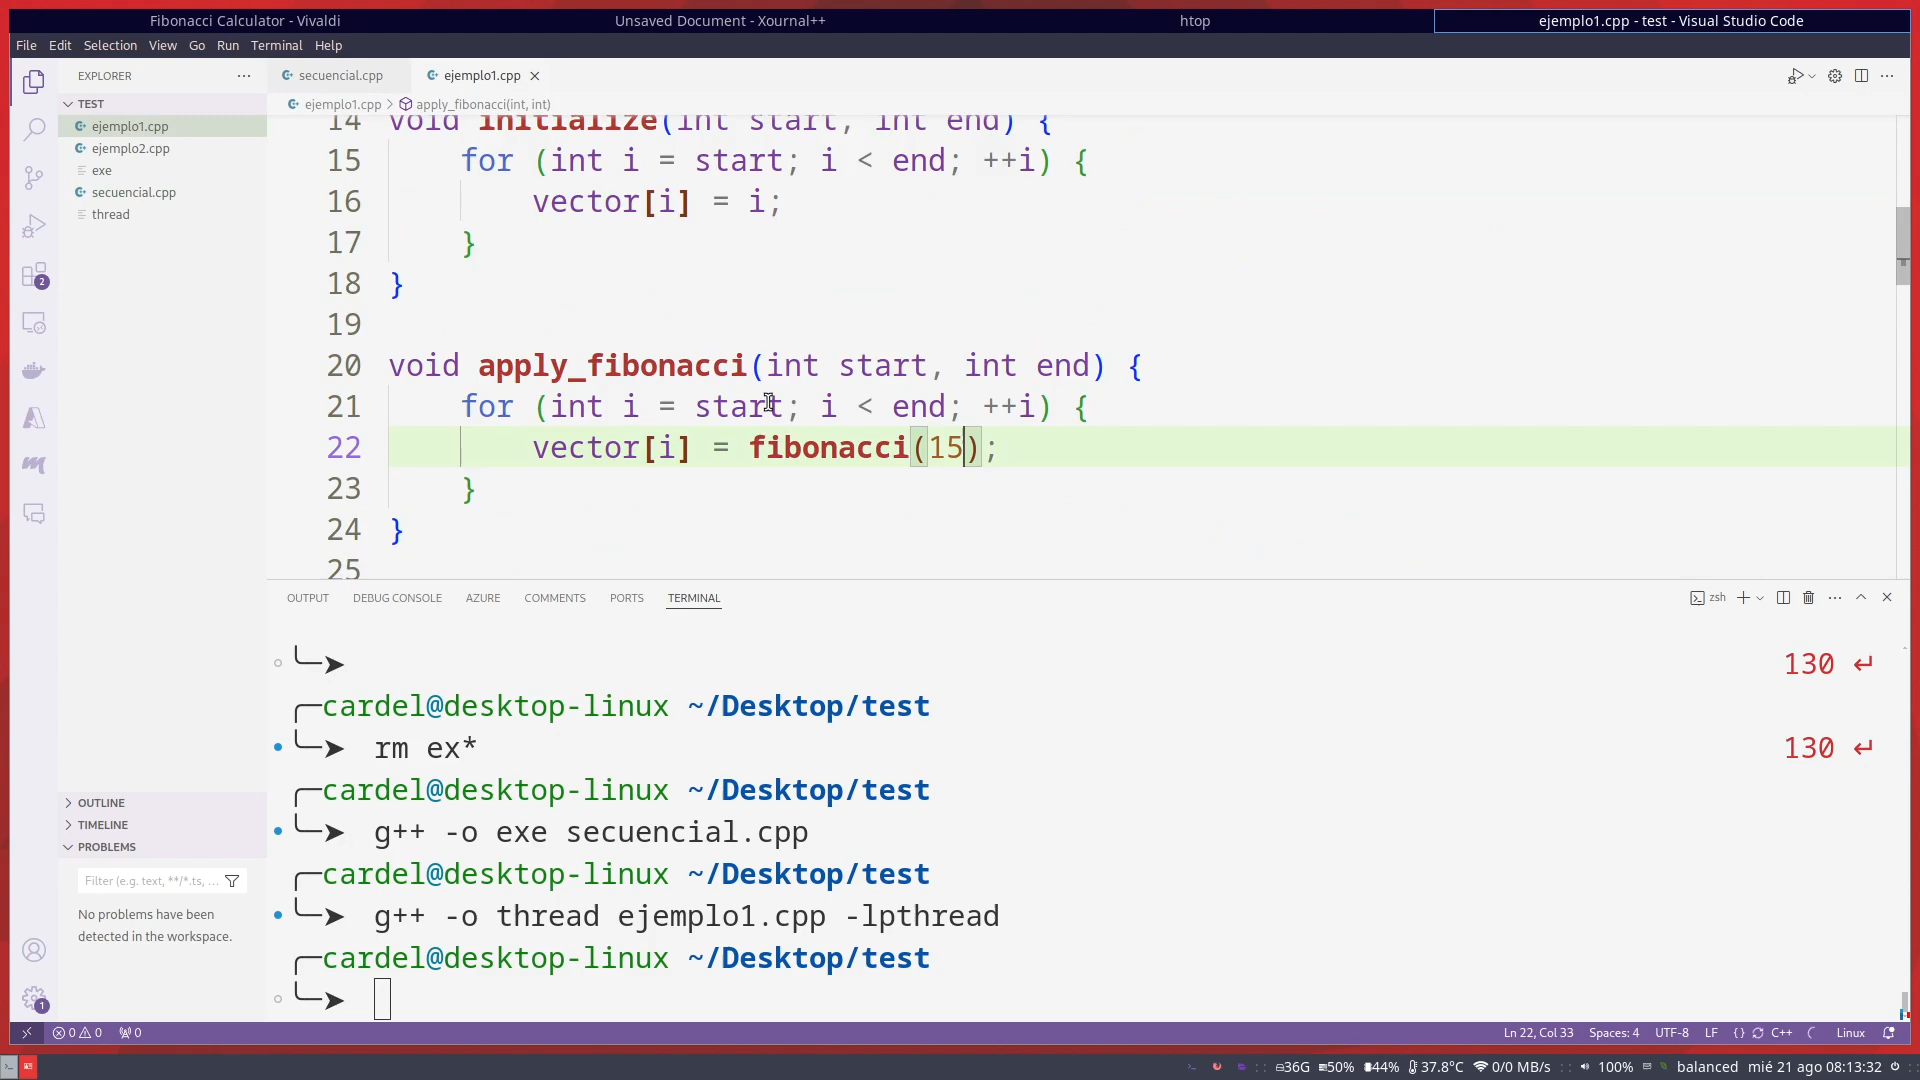 Fibonacci Calculator - Vivaldi
Unsaved Document - Xournal++
htop
ejemplo1.cpp - test - Visual Studio Code
File Edit Selection View Go Run Terminal Help
EXPLORER
TEST
ejemplo1.cpp
ejemplo2.cpp
exe
secuencial.cpp
thread
2
OUTLINE
TIMELINE
PROBLEMS
Filter (e.g. text, **/*.ts, ...
No problems have been
detected in the workspace.
1
secuencial.cpp
ejemplo1.cpp
ejemplo1.cpp > apply_fibonacci(int, int)
14 void initialize(int start, int end) {
15 for (int i = start; i < end; ++i) {
16 vector[i] = i;
17 }
18 }
19
20 void apply_fibonacci(int start, int end) {
21 for (int i = start; i < end; ++i) {
22 vector[i] = fibonacci(15);
23 }
24 }
25
OUTPUT DEBUG CONSOLE AZURE COMMENTS PORTS TERMINAL
zsh
130 ↵
cardel@desktop-linux ~/Desktop/test
rm ex* 130 ↵
cardel@desktop-linux ~/Desktop/test
g++ -o exe secuencial.cpp
cardel@desktop-linux ~/Desktop/test
g++ -o thread ejemplo1.cpp -lpthread
cardel@desktop-linux ~/Desktop/test
0 0 0
Ln 22, Col 33 Spaces: 4 UTF-8 LF {} C++ Linux
36G 50% 44% 37.8°C 0/0 MB/s 100% balanced mié 21 ago 08:13:32